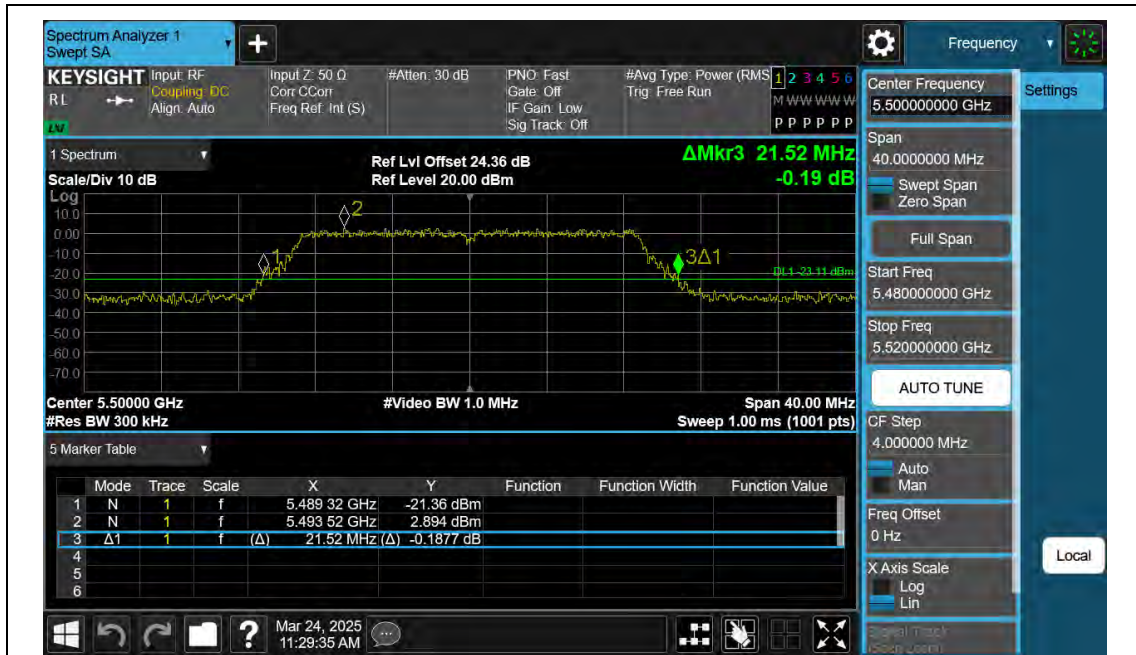 Spectrum Analyzer 1
Swept SA
+
Frequency
KEYSIGHT Input: RF Input Z: 50 Ω #Atten: 30 dB PNO: Fast #Avg Type: Power (RMS 1 2 3 4 5 6
RL Coupling: DC Corr CCorr Gate: Off Trig: Free Run M W W W W W
Align: Auto Freq Ref: Int (S) IF Gain: Low
Sig Track: Off P P P P P P
LXI
Center Frequency
5.500000000 GHz
Settings
Span
40.0000000 MHz
Swept Span
Zero Span
Full Span
Start Freq
5.480000000 GHz
Stop Freq
5.520000000 GHz
AUTO TUNE
CF Step
4.000000 MHz
Auto
Man
Freq Offset
0 Hz
X Axis Scale
Log
Lin
Signal Track
(Span Zoom)
Local
1 Spectrum
Scale/Div 10 dB
Ref Lvl Offset 24.36 dB
Ref Level 20.00 dBm
ΔMkr3 21.52 MHz
-0.19 dB
Log
10.0
0.00
-10.0
-20.0
-30.0
-40.0
-50.0
-60.0
-70.0
2
1
3Δ1
DL1 -23.11 dBm
Center 5.50000 GHz #Video BW 1.0 MHz Span 40.00 MHz
#Res BW 300 kHz Sweep 1.00 ms (1001 pts)
5 Marker Table
Mode Trace Scale X Y Function Function Width Function Value
1 N 1 f 5.489 32 GHz -21.36 dBm
2 N 1 f 5.493 52 GHz 2.894 dBm
3 Δ1 1 f (Δ) 21.52 MHz (Δ) -0.1877 dB
4
5
6
?
Mar 24, 2025
11:29:35 AM